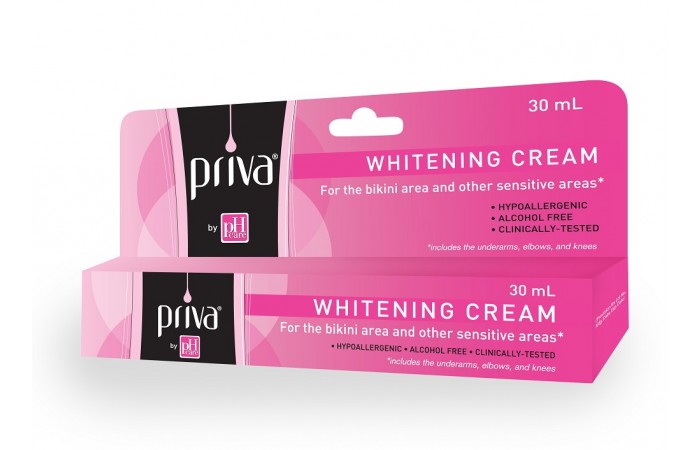 30 mL
priva®
WHITENING CREAM
For the bikini area and other sensitive areas*
• HYPOALLERGENIC
• ALCOHOL FREE
• CLINICALLY-TESTED
by pH care
*includes the underarms, elbows, and knees
30 mL
priva®
WHITENING CREAM
For the bikini area and other sensitive areas*
by pH care
• HYPOALLERGENIC • ALCOHOL FREE • CLINICALLY-TESTED
*includes the underarms, elbows, and knees